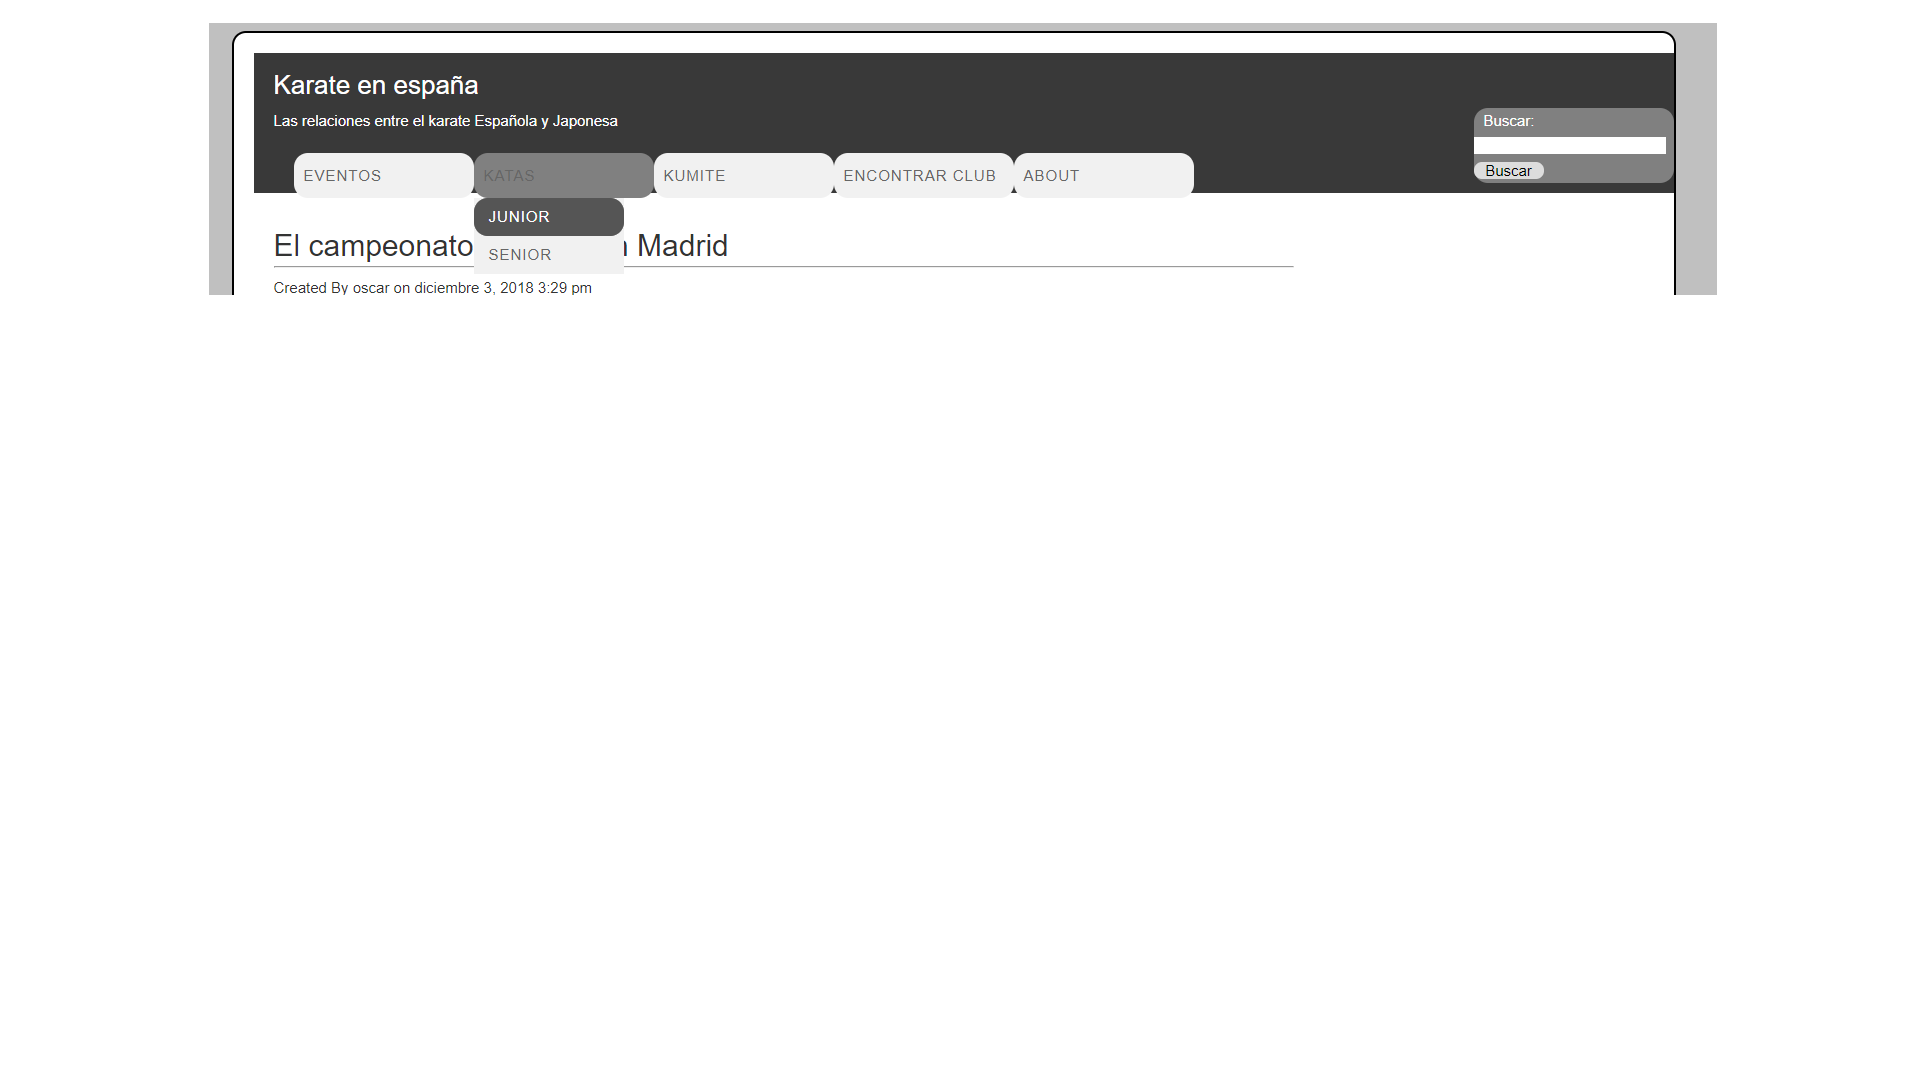 Karate en españa
Las relaciones entre el karate Española y Japonesa
Buscar:
Buscar
EVENTOS
KATAS
KUMITE
ENCONTRAR CLUB
ABOUT
JUNIOR
SENIOR
El campeonato Madrid
Created By oscar on diciembre 3, 2018 3:29 pm